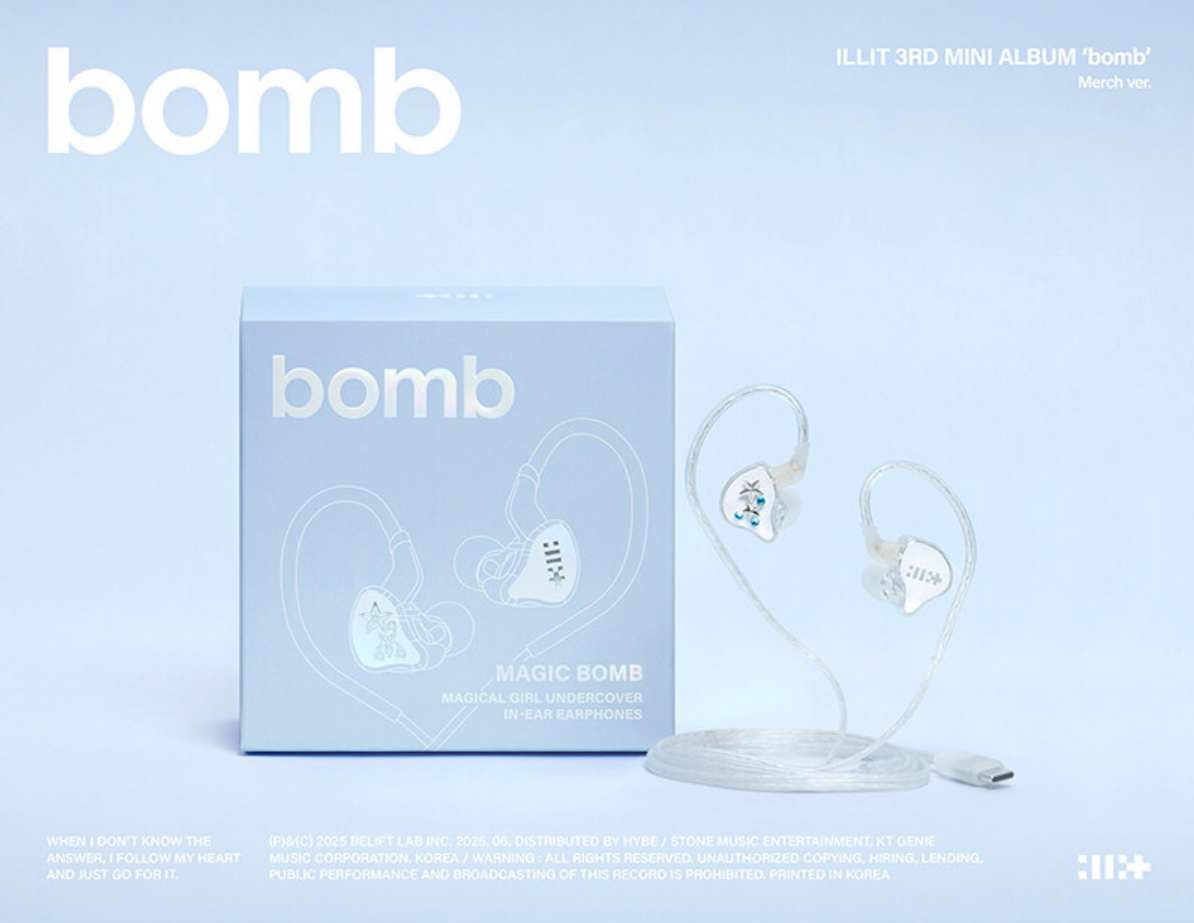 bomb
ILLIT 3RD MINI ALBUM ‘bomb’
Merch ver.
bomb
MAGIC BOMB
MAGICAL GIRL UNDERCOVER
IN-EAR EARPHONES
WHEN I DON'T KNOW THE
ANSWER, I FOLLOW MY HEART
AND JUST GO FOR IT.
(P)&(C) 2025 BELIFT LAB INC. 2025. 06. DISTRIBUTED BY HYBE / STONE MUSIC ENTERTAINMENT, KT GENIE
MUSIC CORPORATION. KOREA / WARNING : ALL RIGHTS RESERVED. UNAUTHORIZED COPYING, HIRING, LENDING,
PUBLIC PERFORMANCE AND BROADCASTING OF THIS RECORD IS PROHIBITED. PRINTED IN KOREA